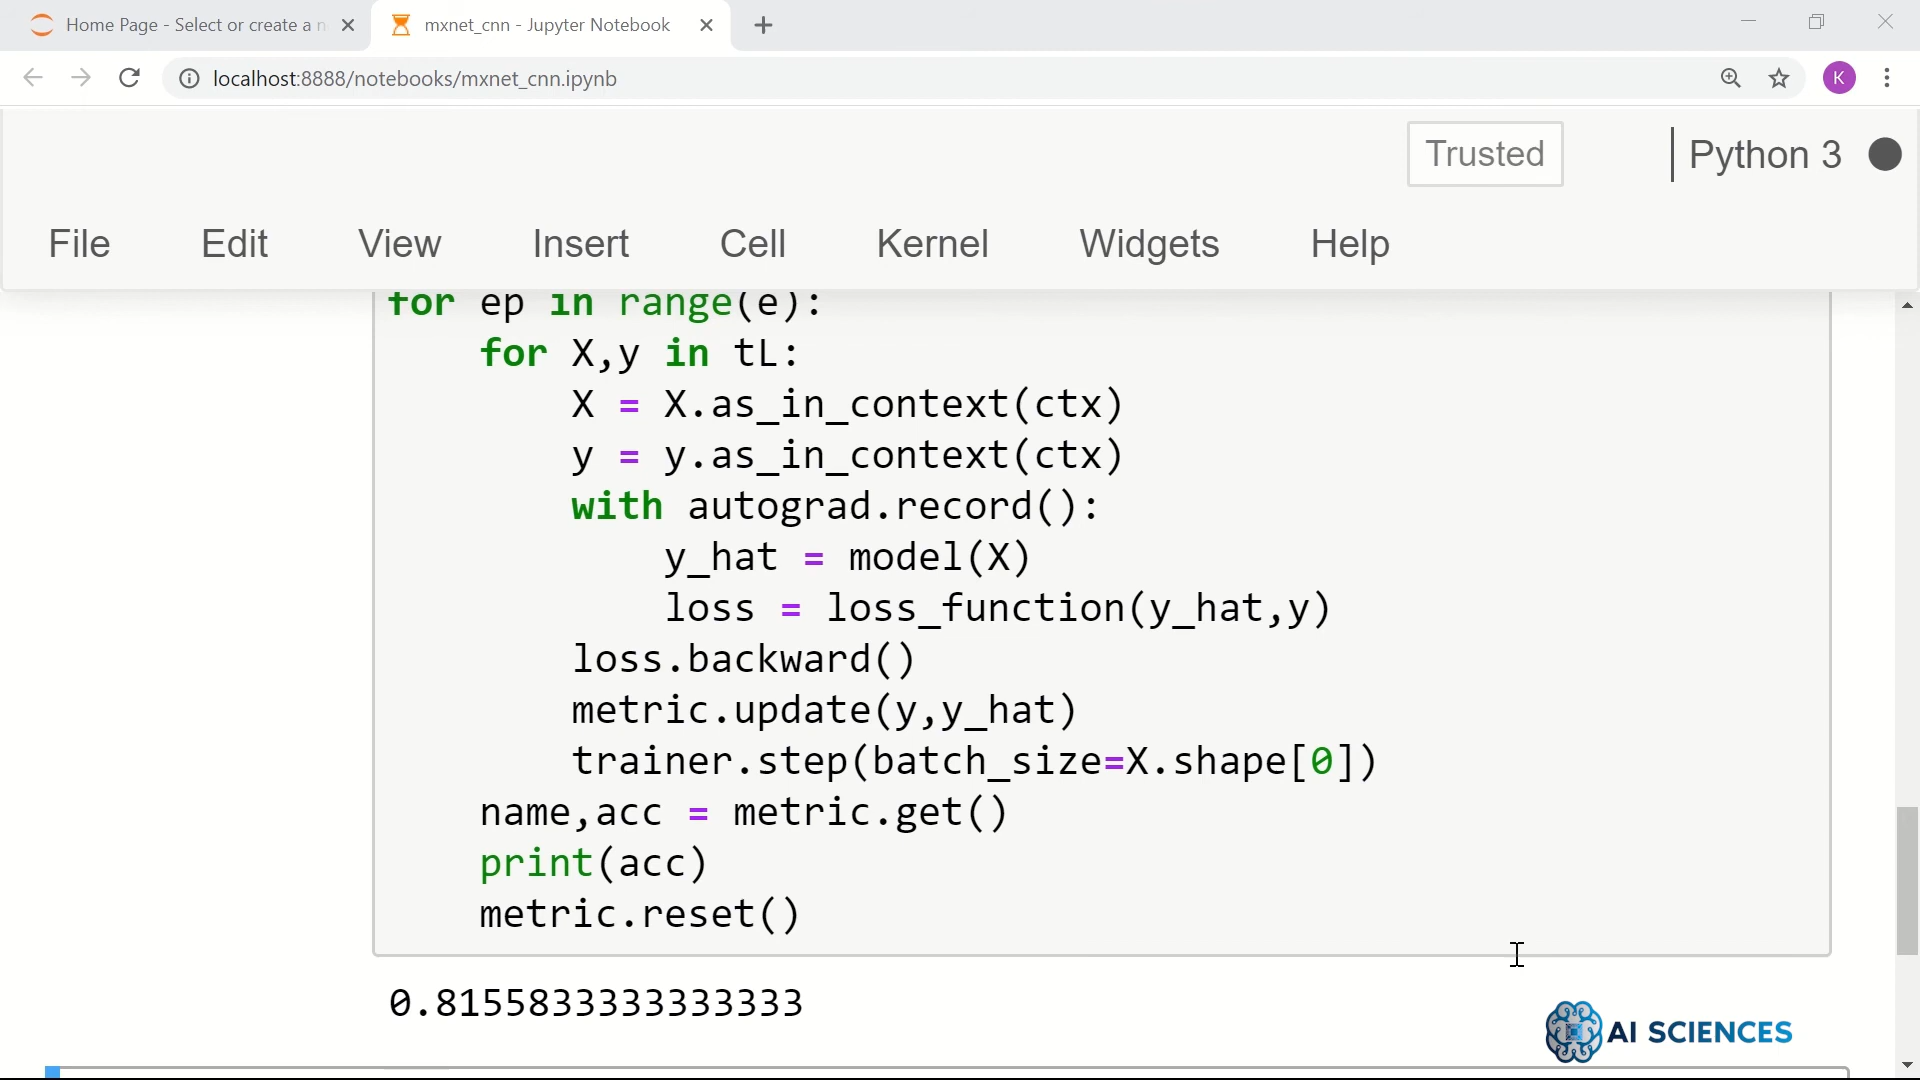 Home Page - Select or create a n
mxnet_cnn - Jupyter Notebook
localhost:8888/notebooks/mxnet_cnn.ipynb
K
Trusted
Python 3
File Edit View Insert Cell Kernel Widgets Help
for ep in range(e):
for X,y in tL:
X = X.as_in_context(ctx)
y = y.as_in_context(ctx)
with autograd.record():
y_hat = model(X)
loss = loss_function(y_hat,y)
loss.backward()
metric.update(y,y_hat)
trainer.step(batch_size=X.shape[0])
name,acc = metric.get()
print(acc)
metric.reset()
0.8155833333333333
AI SCIENCES